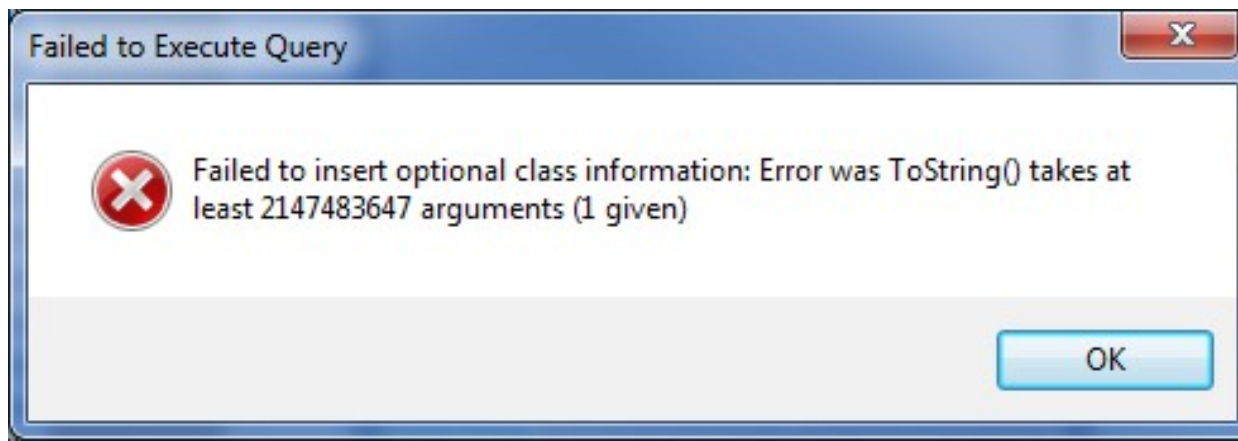 Failed to Execute Query
Failed to insert optional class information: Error was ToString() takes at
least 2147483647 arguments (1 given)
OK